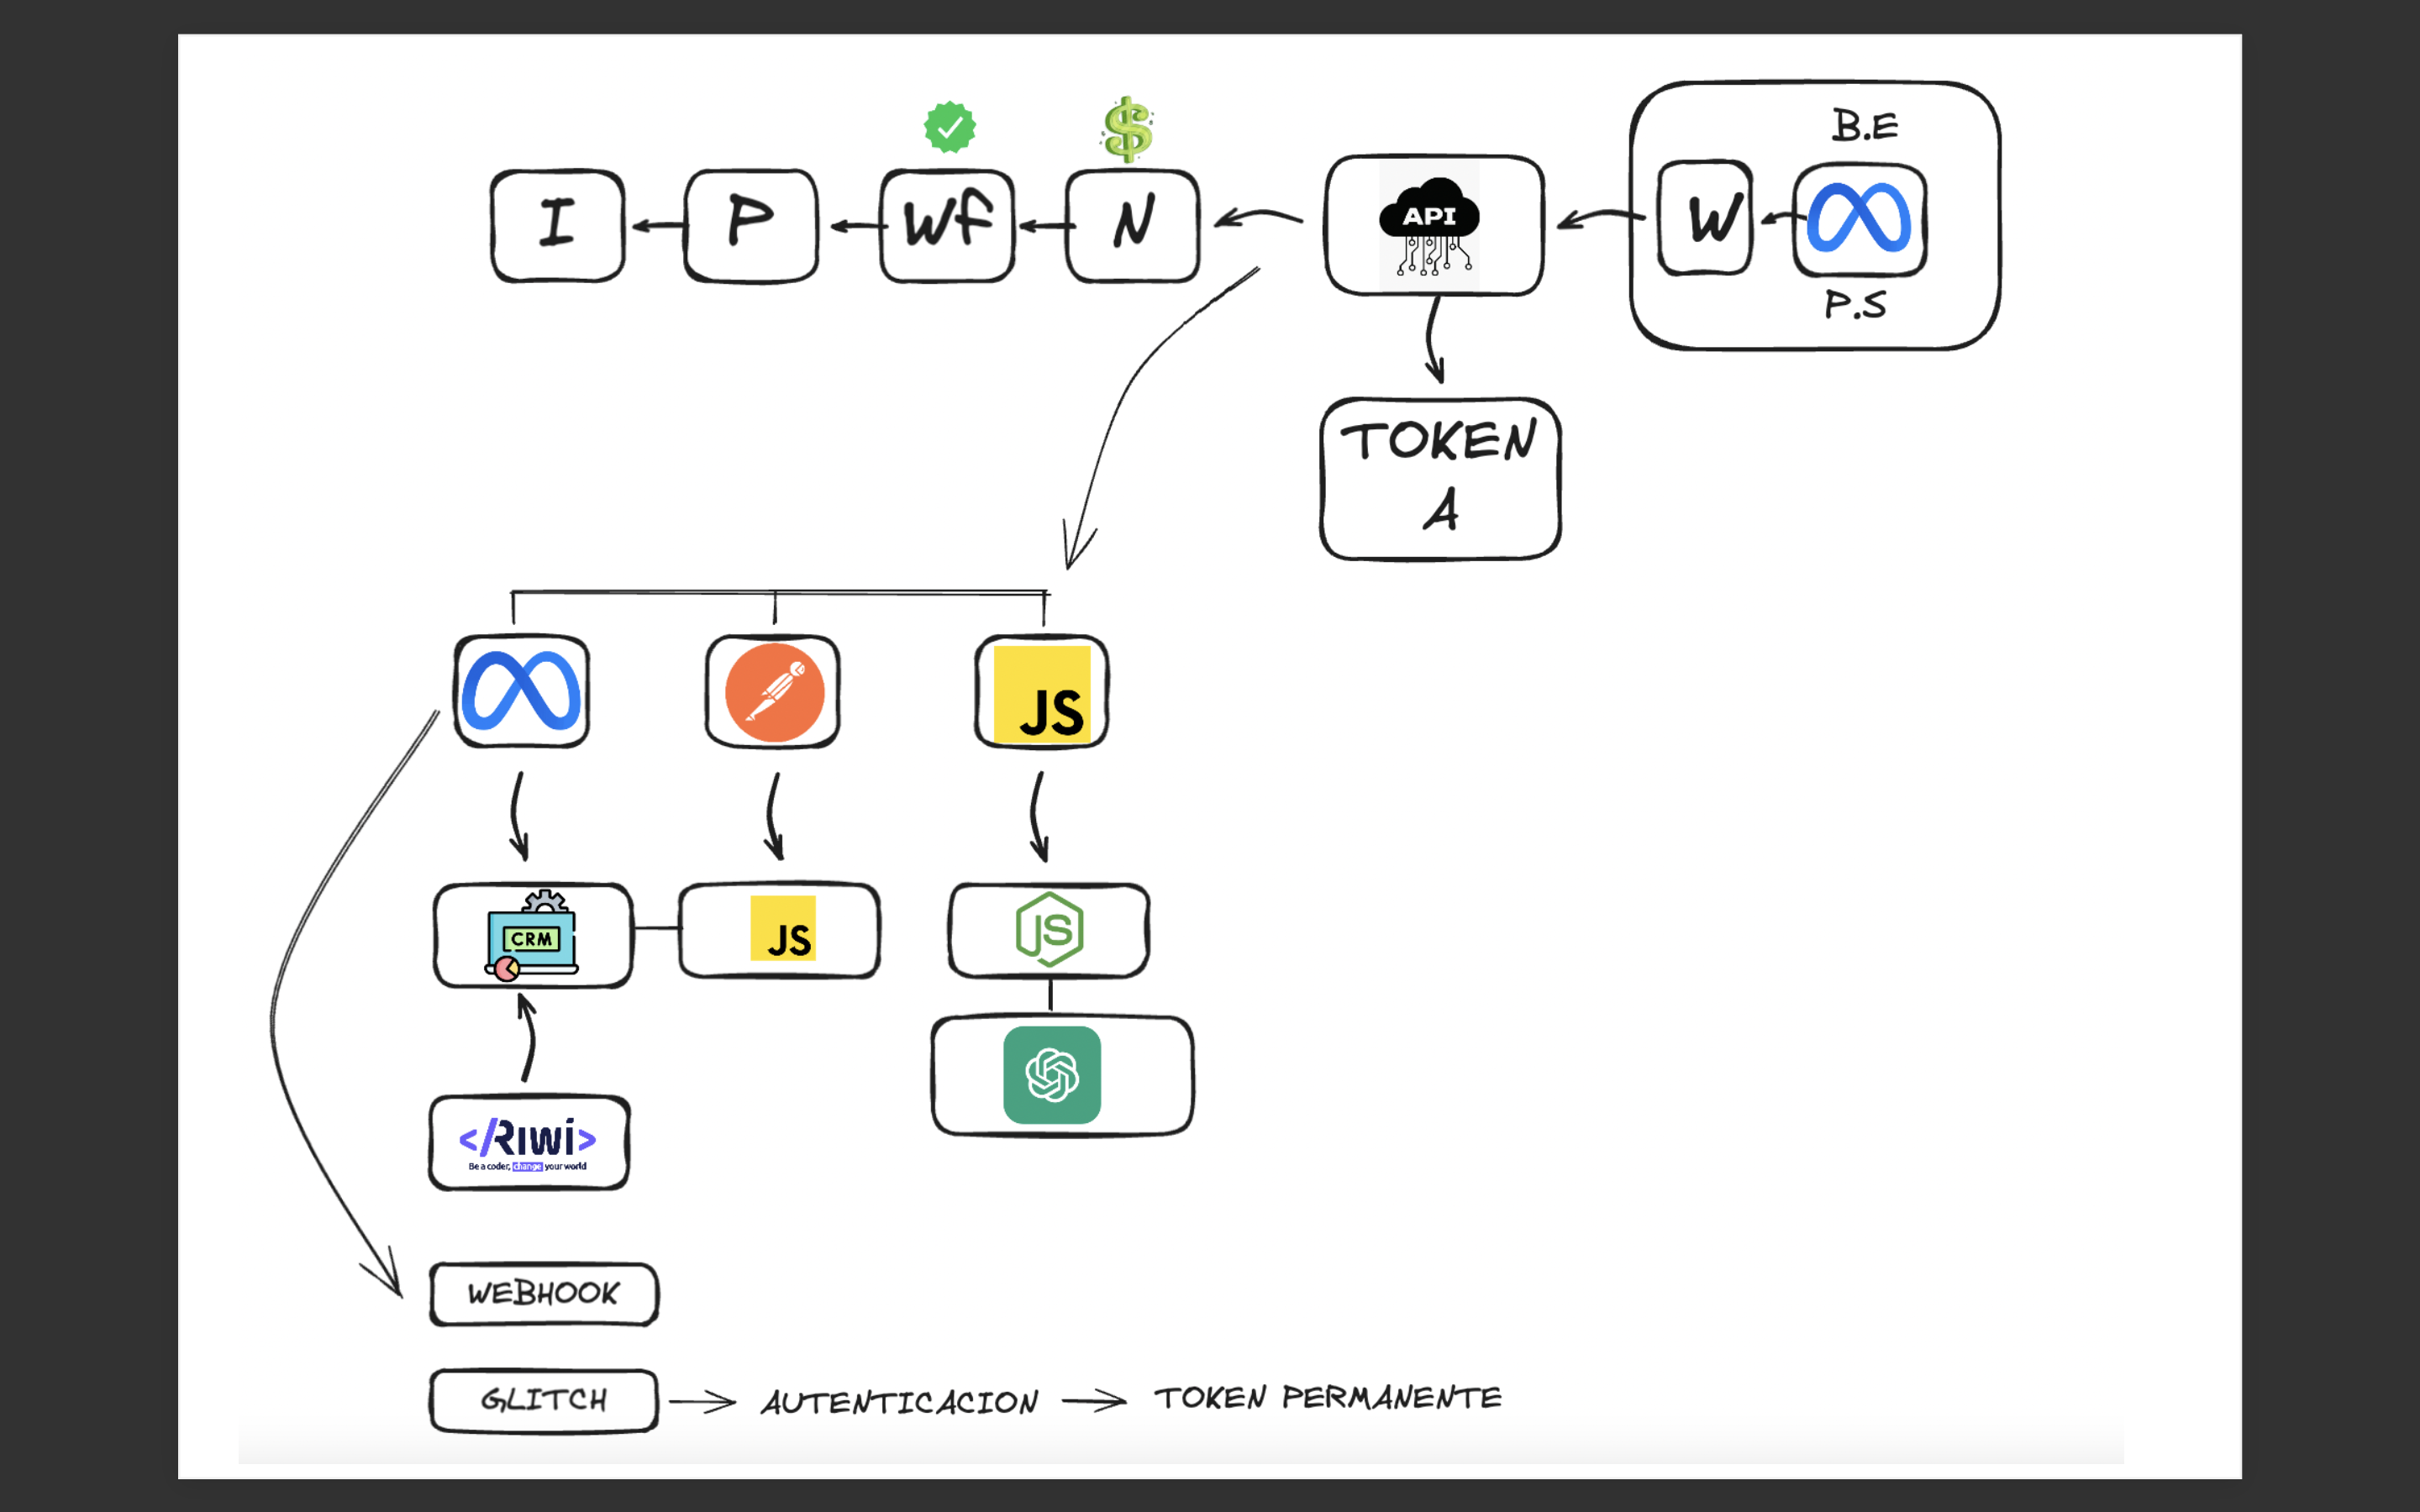 B.E
I
P
Wf
N
API
W
P.S
TOKEN
A
JS
CRM
JS
JS
</Riwi>
Be a coder, change your world
WEBHOOK
GLITCH
AUTENTICACION
TOKEN PERMANENTE